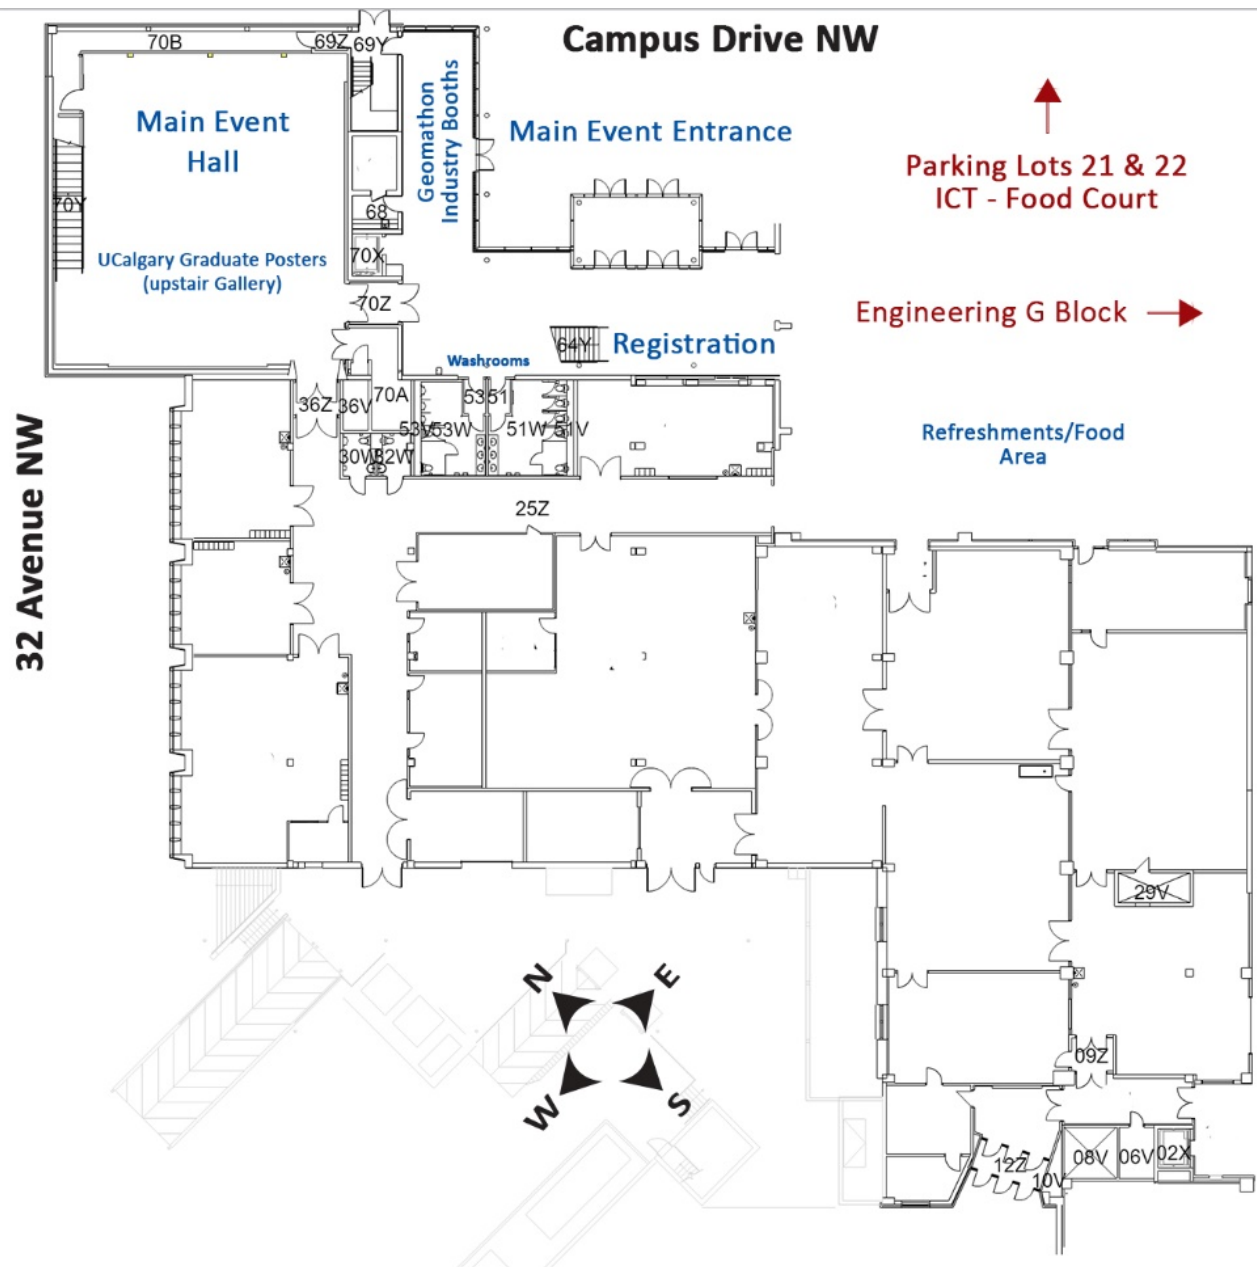 Campus Drive NW
70B
69Z
69Y
Geomathon
Industry Booths
Main Event
Hall
Main Event Entrance
Parking Lots 21 & 22
ICT - Food Court
70Y
68
70X
UCalgary Graduate Posters
(upstair Gallery)
70Z
Engineering G Block
64Y
Registration
Washrooms
36Z
36V
70A
53
51
53V
53W
51W
51V
30W
32W
Refreshments/Food
Area
32 Avenue NW
25Z
29V
N
E
W
S
09Z
12Z
10V
08V
06V
02X